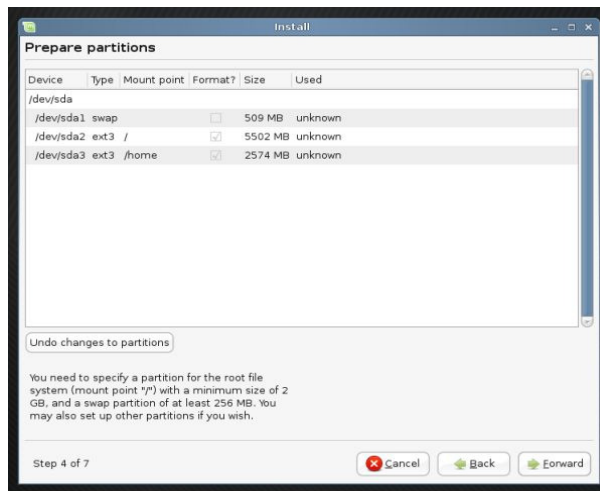 Install
Prepare partitions
Device Type Mount point Format? Size Used
/dev/sda
/dev/sda1 swap 509 MB unknown
/dev/sda2 ext3 / 5502 MB unknown
/dev/sda3 ext3 /home 2574 MB unknown
Undo changes to partitions
You need to specify a partition for the root file
system (mount point "/") with a minimum size of 2
GB, and a swap partition of at least 256 MB. You
may also set up other partitions if you wish.
Step 4 of 7
Cancel Back Forward